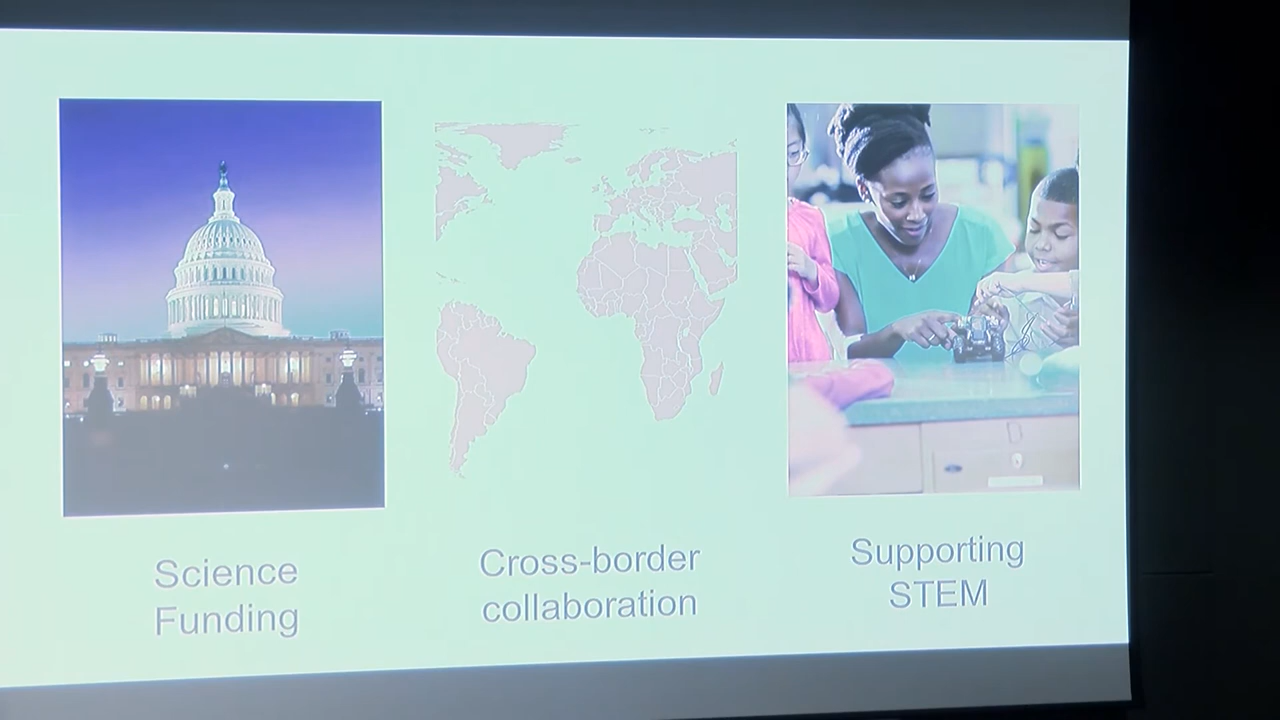 Science
Funding
Cross-border
collaboration
Supporting
STEM